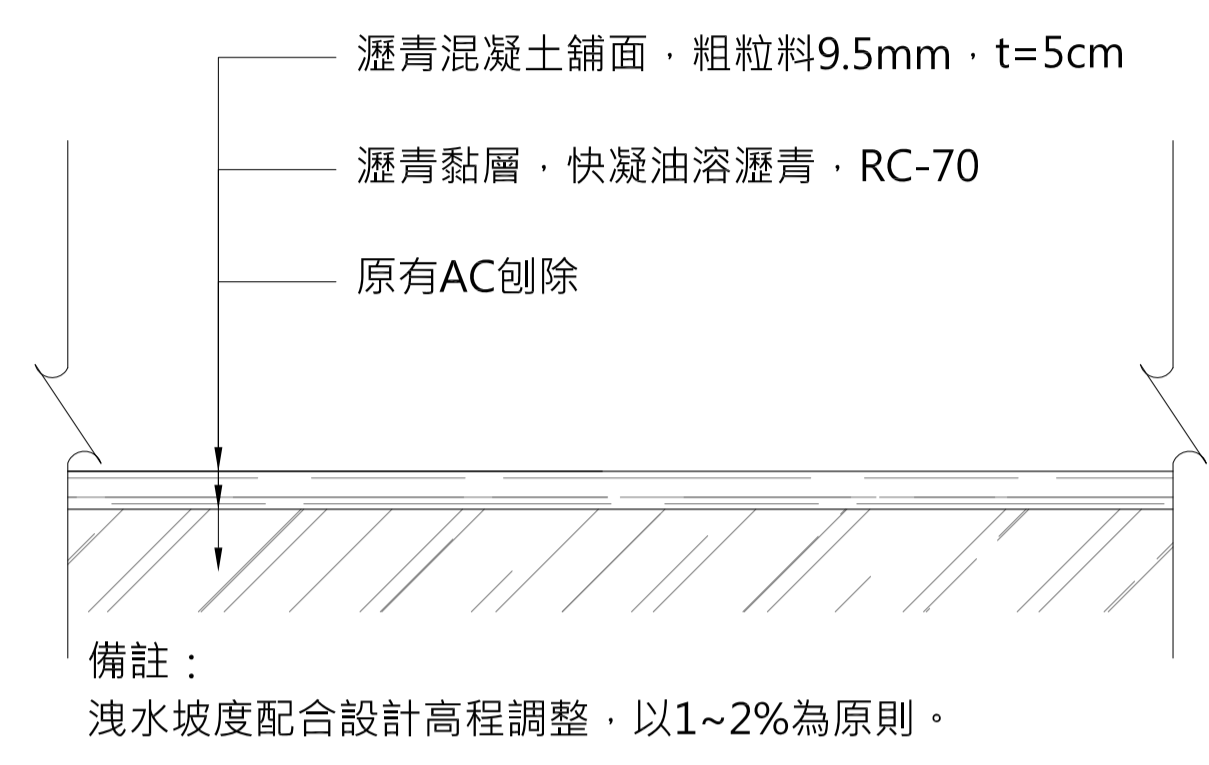 瀝青混凝土舖面，粗粒料9.5mm，t=5cm
瀝青黏層，快凝油溶瀝青，RC-70
原有AC刨除
備註：
洩水坡度配合設計高程調整，以1~2%為原則。